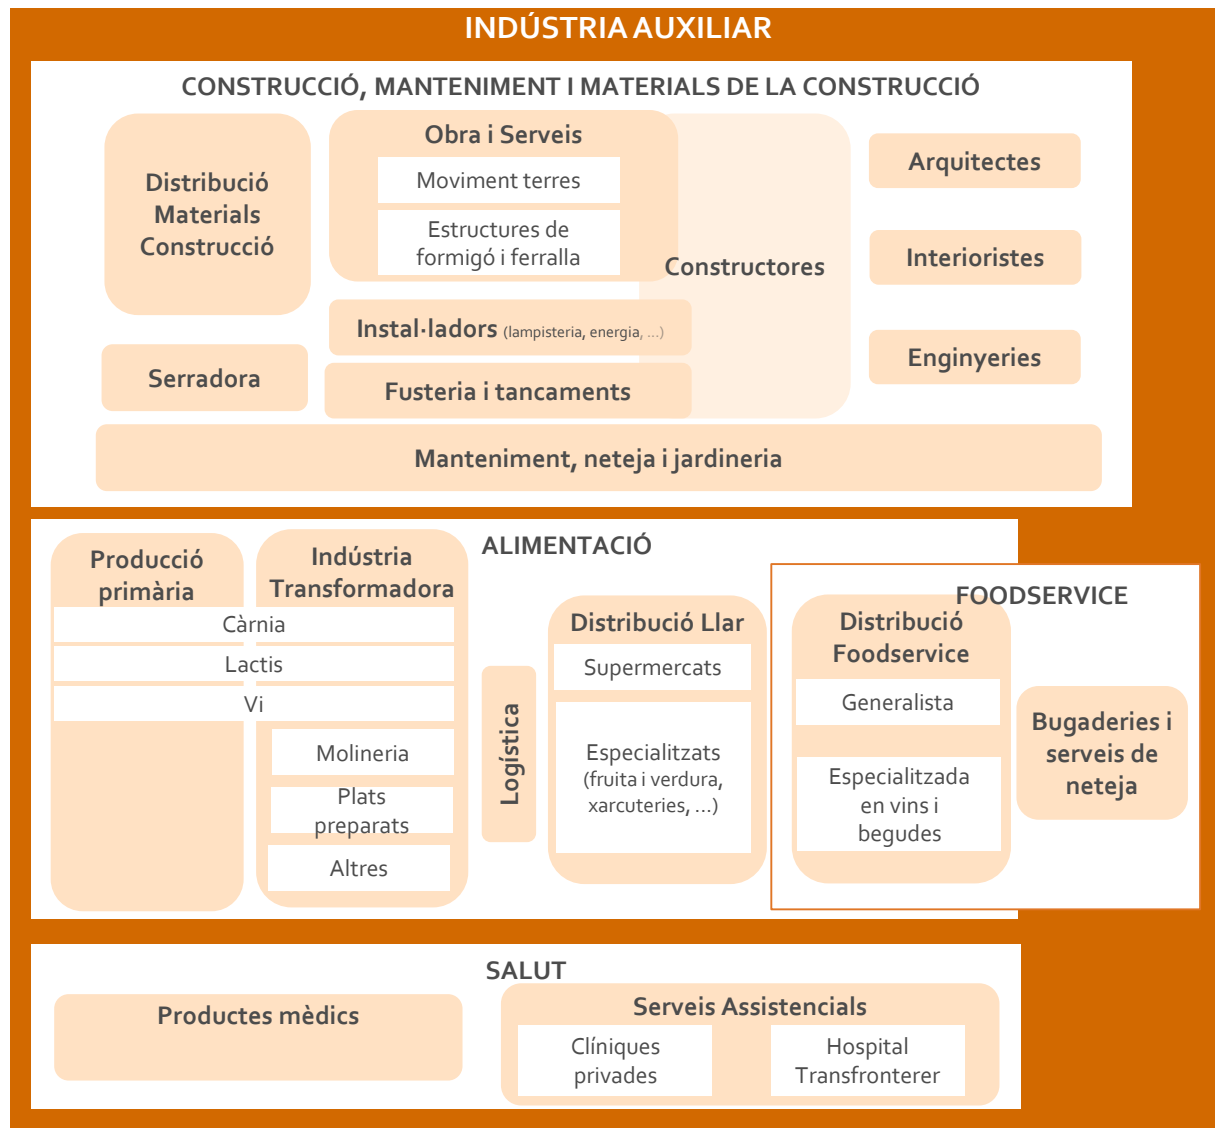 INDÚSTRIA AUXILIAR
CONSTRUCCIÓ, MANTENIMENT I MATERIALS DE LA CONSTRUCCIÓ
Distribució
Materials
Construcció
Obra i Serveis
Moviment terres
Estructures de
formigó i ferralla
Constructores
Arquitectes
Interioristes
Enginyeries
Instal·ladors (lampisteria, energia, ...)
Serradora
Fusteria i tancaments
Manteniment, neteja i jardineria
ALIMENTACIÓ
Producció
primària
Indústria
Transformadora
Càrnia
Lactis
Vi
Molineria
Plats
preparats
Altres
Logística
Distribució Llar
Supermercats
Especialitzats
(fruita i verdura,
xarcuteries, ...)
FOODSERVICE
Distribució
Foodservice
Generalista
Especialitzada
en vins i
begudes
Bugaderies i
serveis de
neteja
SALUT
Productes mèdics
Serveis Assistencials
Clíniques
privades
Hospital
Transfronterer